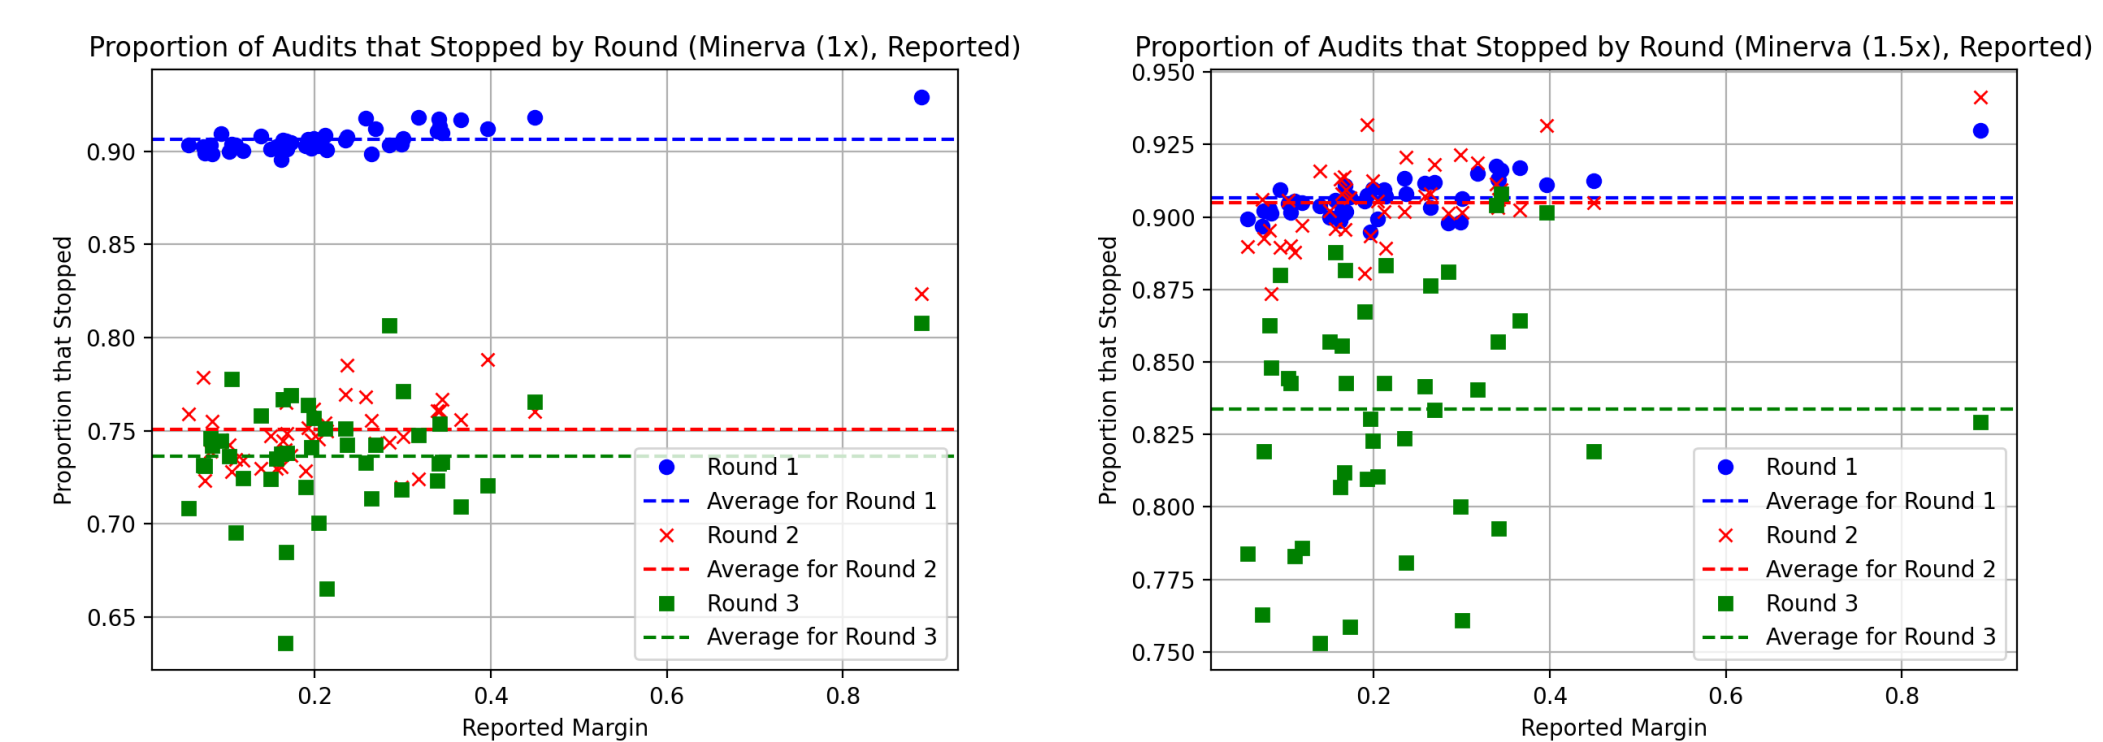 Proportion of Audits that Stopped by Round (Minerva (1x), Reported)
Proportion that Stopped
0.90
0.85
0.80
0.75
0.70
0.65
0.2
0.4
0.6
0.8
Reported Margin
Round 1
Average for Round 1
Round 2
Average for Round 2
Round 3
Average for Round 3
Proportion of Audits that Stopped by Round (Minerva (1.5x), Reported)
Proportion that Stopped
0.950
0.925
0.900
0.875
0.850
0.825
0.800
0.775
0.750
0.2
0.4
0.6
0.8
Reported Margin
Round 1
Average for Round 1
Round 2
Average for Round 2
Round 3
Average for Round 3